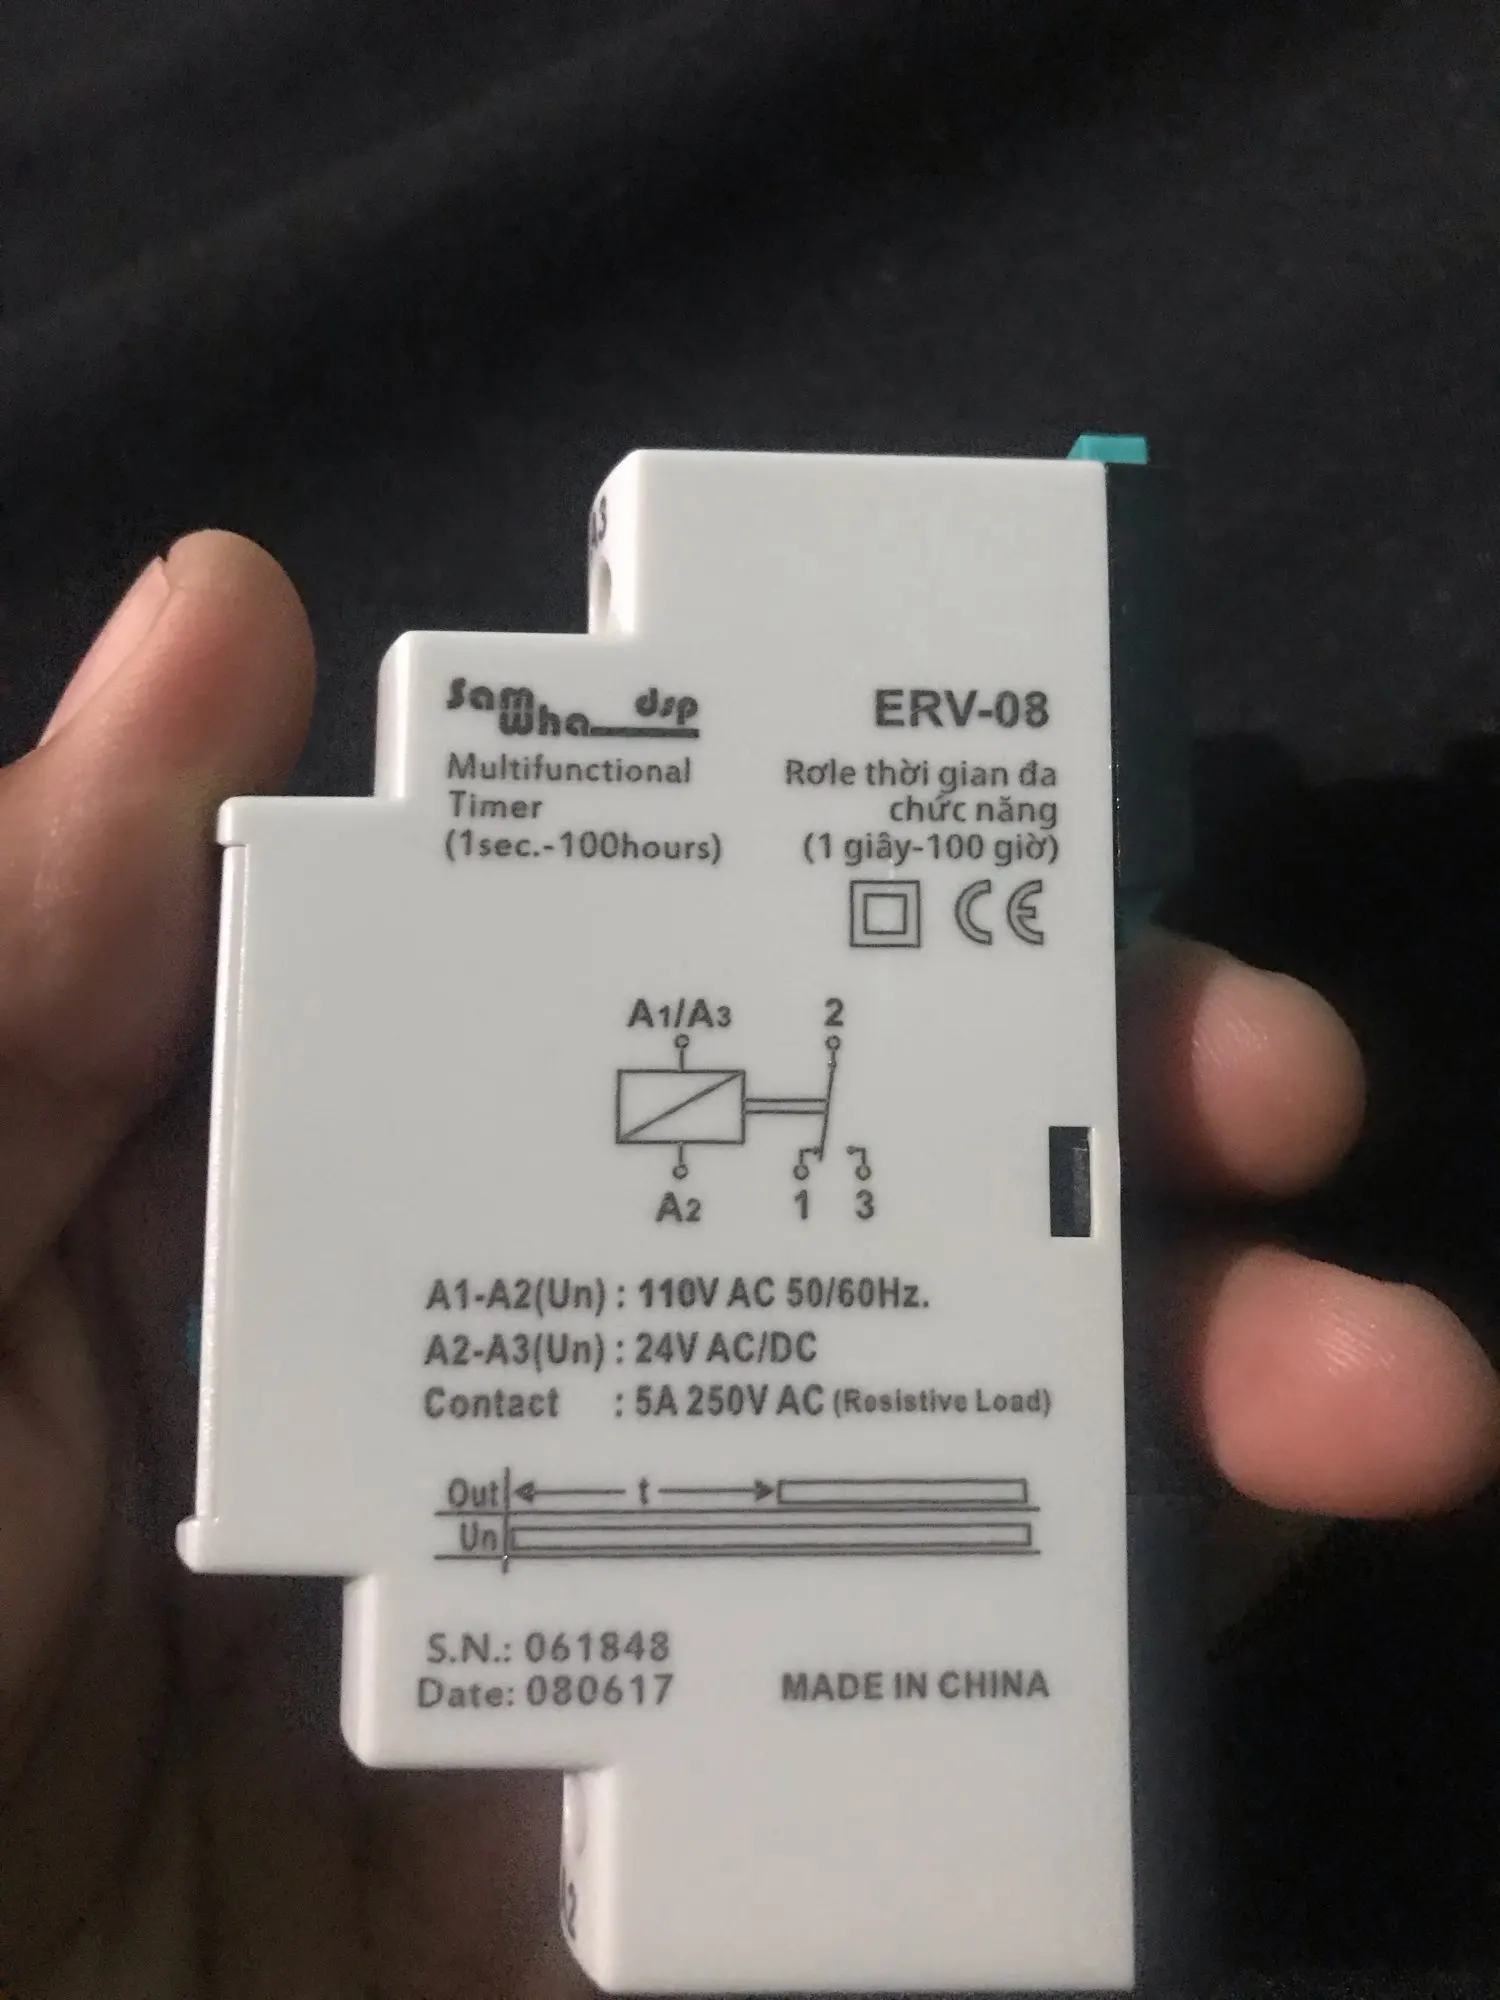 A3
Samwha dsp
ERV-08
Multifunctional
Timer
(1sec.-100hours)
Rơle thời gian đa
chức năng
(1 giây-100 giờ)
CE
A1/A3
2
A2
1
3
A1-A2(Un) : 110V AC 50/60Hz.
A2-A3(Un) : 24V AC/DC
Contact : 5A 250V AC (Resistive Load)
Out t
Un
S.N.: 061848
Date: 080617
MADE IN CHINA